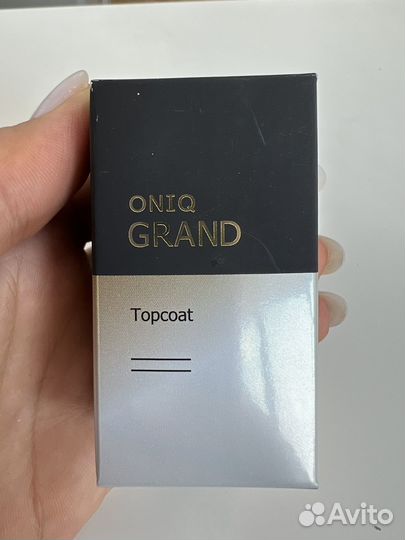 ONIQ
GRAND
Topcoat
Avito